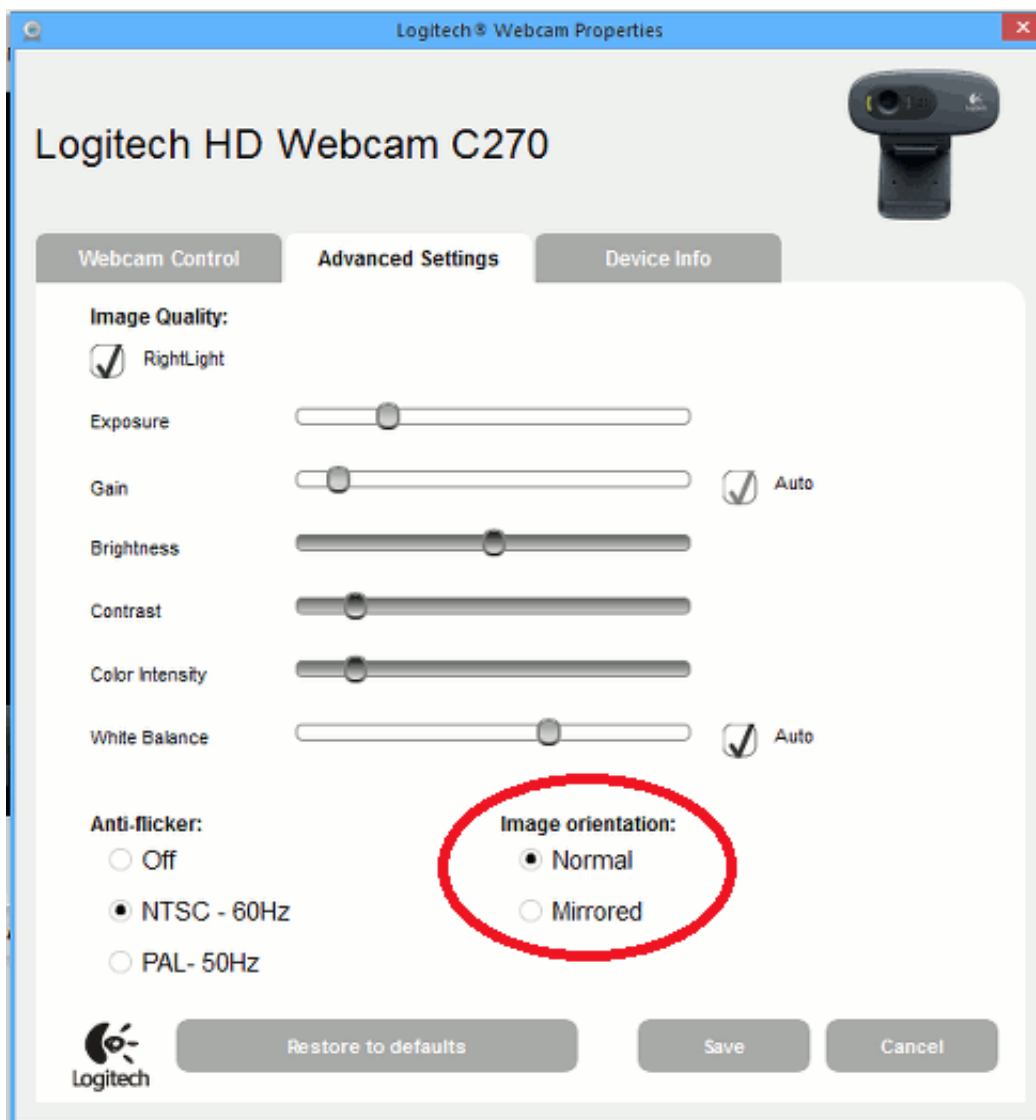 Logitech® Webcam Properties
Logitech HD Webcam C270
Webcam Control
Advanced Settings
Device Info
Image Quality:
RightLight
Exposure
Gain
Auto
Brightness
Contrast
Color Intensity
White Balance
Auto
Anti-flicker:
Image orientation:
Off
Normal
NTSC - 60Hz
Mirrored
PAL- 50Hz
Logitech
Restore to defaults
Save
Cancel